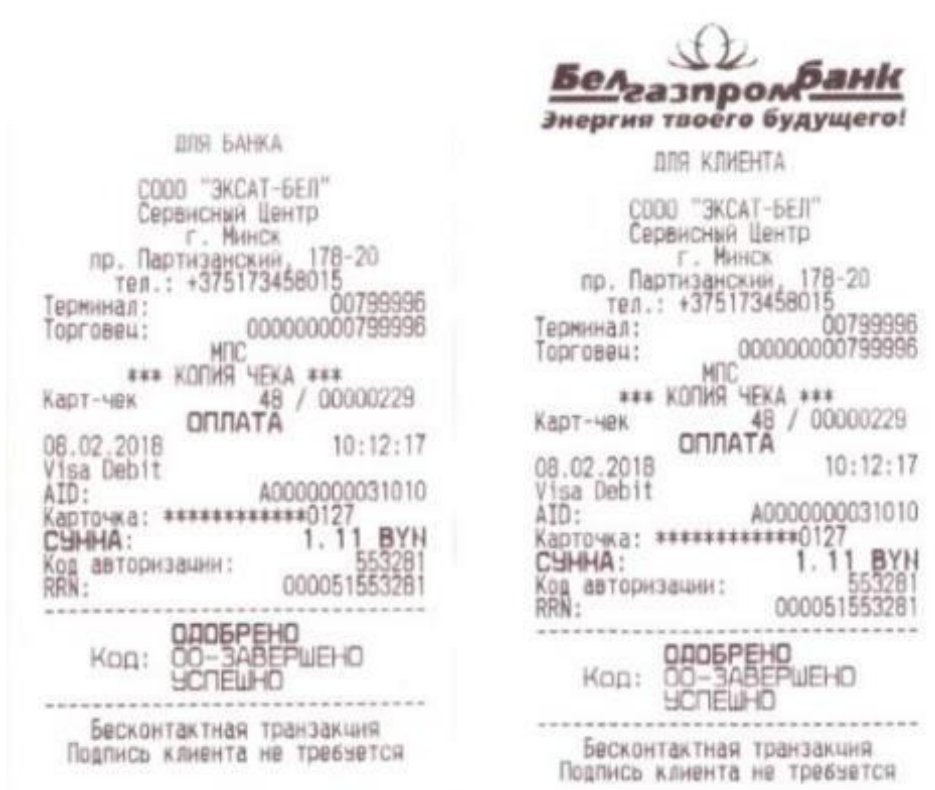 ДЛЯ БАНКА
СООО "ЭКСАТ-БЕЛ"
Сервисный Центр
г. Минск
пр. Партизанский, 178-20
тел.: +375173458015
Терминал: 00799996
Торговец: 000000000799996
МПС
*** КОПИЯ ЧЕКА ***
Карт-чек 48 / 00000229
ОПЛАТА
08.02.2018 10:12:17
Visa Debit
AID: A0000000031010
Карточка: ************0127
СУММА: 1.11 BYN
Код авторизации: 553281
RRN: 000051553281
ОДОБРЕНО
Код: 00-ЗАВЕРШЕНО
УСПЕШНО
Бесконтактная транзакция
Подпись клиента не требуется
Белгазпромбанк
Энергия твоего будущего!
ДЛЯ КЛИЕНТА
СООО "ЭКСАТ-БЕЛ"
Сервисный Центр
г. Минск
пр. Партизанский, 178-20
тел.: +375173458015
Терминал: 00799996
Торговец: 000000000799996
МПС
*** КОПИЯ ЧЕКА ***
Карт-чек 48 / 00000229
ОПЛАТА
08.02.2018 10:12:17
Visa Debit
AID: A0000000031010
Карточка: ************0127
СУММА: 1.11 BYN
Код авторизации: 553281
RRN: 000051553281
ОДОБРЕНО
Код: 00-ЗАВЕРШЕНО
УСПЕШНО
Бесконтактная транзакция
Подпись клиента не требуется